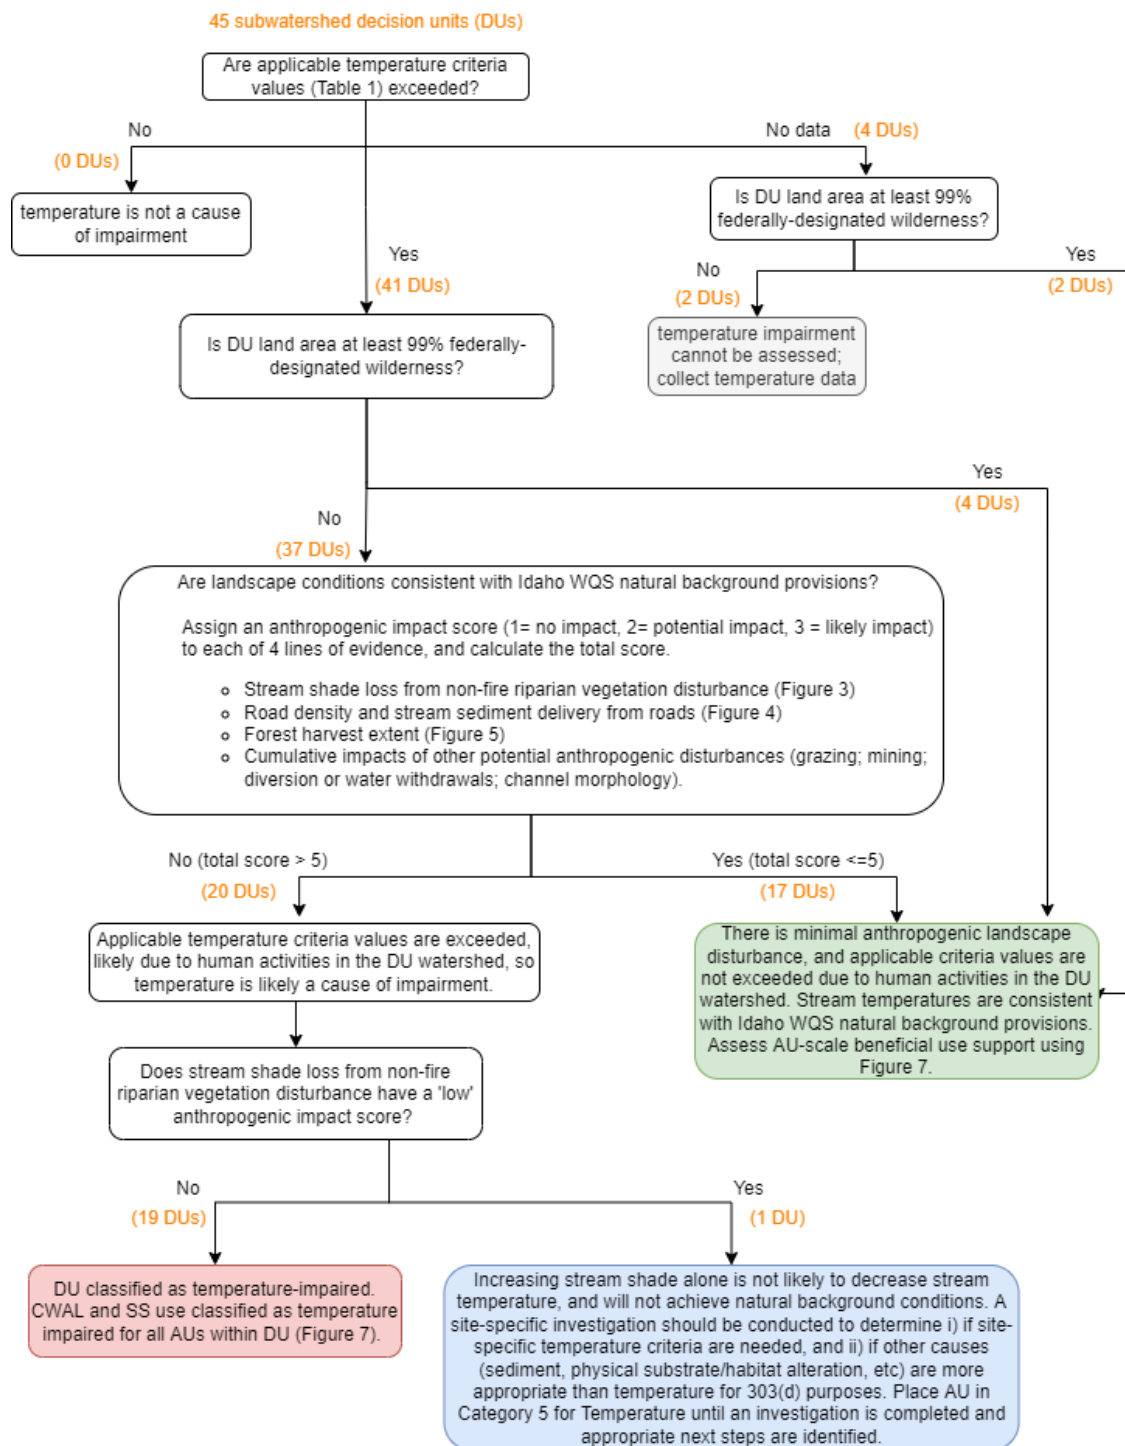 45 subwatershed decision units (DUs)
Are applicable temperature criteria
values (Table 1) exceeded?
No
(0 DUs)
No data
(4 DUs)
temperature is not a cause
of impairment
Is DU land area at least 99%
federally-designated wilderness?
Yes
(41 DUs)
No
(2 DUs)
Yes
(2 DUs)
Is DU land area at least 99% federally-
designated wilderness?
temperature impairment
cannot be assessed;
collect temperature data
Yes
(4 DUs)
No
(37 DUs)
Are landscape conditions consistent with Idaho WQS natural background provisions?
Assign an anthropogenic impact score (1= no impact, 2= potential impact, 3 = likely impact)
to each of 4 lines of evidence, and calculate the total score.
Stream shade loss from non-fire riparian vegetation disturbance (Figure 3)
Road density and stream sediment delivery from roads (Figure 4)
Forest harvest extent (Figure 5)
Cumulative impacts of other potential anthropogenic disturbances (grazing; mining;
diversion or water withdrawals; channel morphology).
No (total score > 5)
(20 DUs)
Yes (total score <=5)
(17 DUs)
Applicable temperature criteria values are exceeded,
likely due to human activities in the DU watershed, so
temperature is likely a cause of impairment.
There is minimal anthropogenic landscape
disturbance, and applicable criteria values are
not exceeded due to human activities in the DU
watershed. Stream temperatures are consistent
with Idaho WQS natural background provisions.
Assess AU-scale beneficial use support using
Figure 7.
Does stream shade loss from non-fire
riparian vegetation disturbance have a 'low'
anthropogenic impact score?
No
(19 DUs)
Yes
(1 DU)
DU classified as temperature-impaired.
CWAL and SS use classified as temperature
impaired for all AUs within DU (Figure 7).
Increasing stream shade alone is not likely to decrease stream
temperature, and will not achieve natural background conditions. A
site-specific investigation should be conducted to determine i) if site-
specific temperature criteria are needed, and ii) if other causes
(sediment, physical substrate/habitat alteration, etc) are more
appropriate than temperature for 303(d) purposes. Place AU in
Category 5 for Temperature until an investigation is completed and
appropriate next steps are identified.